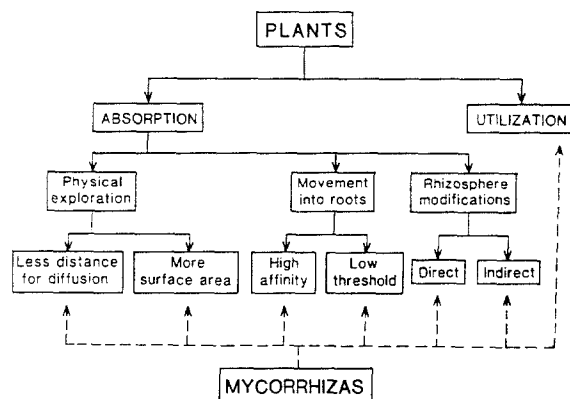 PLANTS
ABSORPTION
UTILIZATION
Physical
exploration
Movement
into roots
Rhizosphere
modifications
Less distance
for diffusion
More
surface area
High
affinity
Low
threshold
Direct
Indirect
MYCORRHIZAS